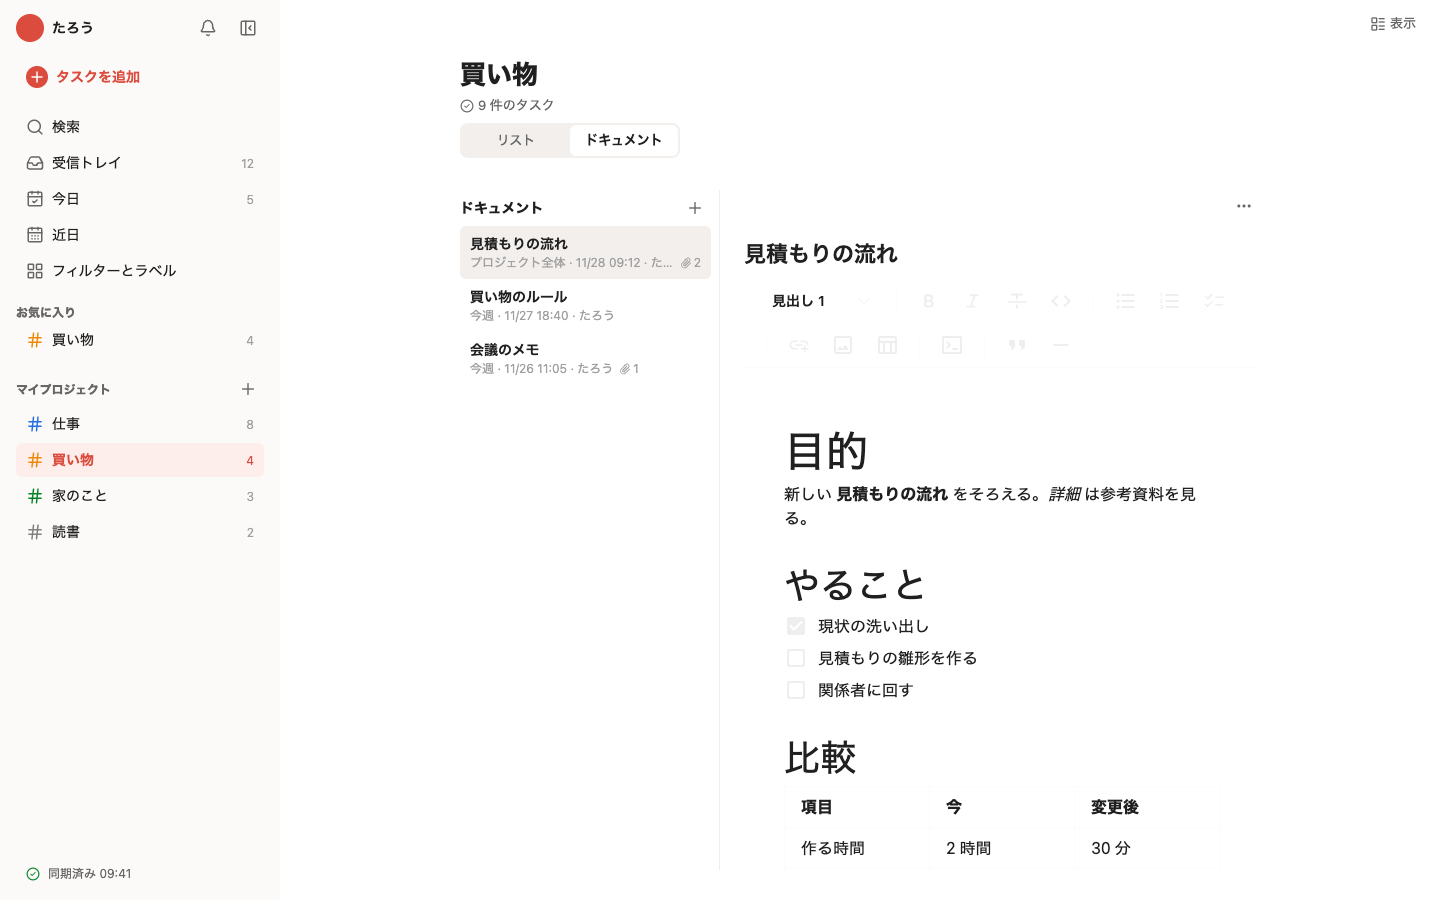 たろう
タスクを追加
検索
受信トレイ 12
今日 5
近日
フィルターとラベル
お気に入り
買い物 4
マイプロジェクト
仕事 8
買い物 4
家のこと 3
読書 2
同期済み 09:41
表示
買い物
9 件のタスク
リスト ドキュメント
ドキュメント
見積もりの流れ
プロジェクト全体 · 11/28 09:12 · た... 2
買い物のルール
今週 · 11/27 18:40 · たろう
会議のメモ
今週 · 11/26 11:05 · たろう 1
見積もりの流れ
見出し 1
目的
新しい 見積もりの流れ をそろえる。詳細 は参考資料を見
る。
やること
現状の洗い出し
見積もりの雛形を作る
関係者に回す
比較
項目 今 変更後
作る時間 2 時間 30 分